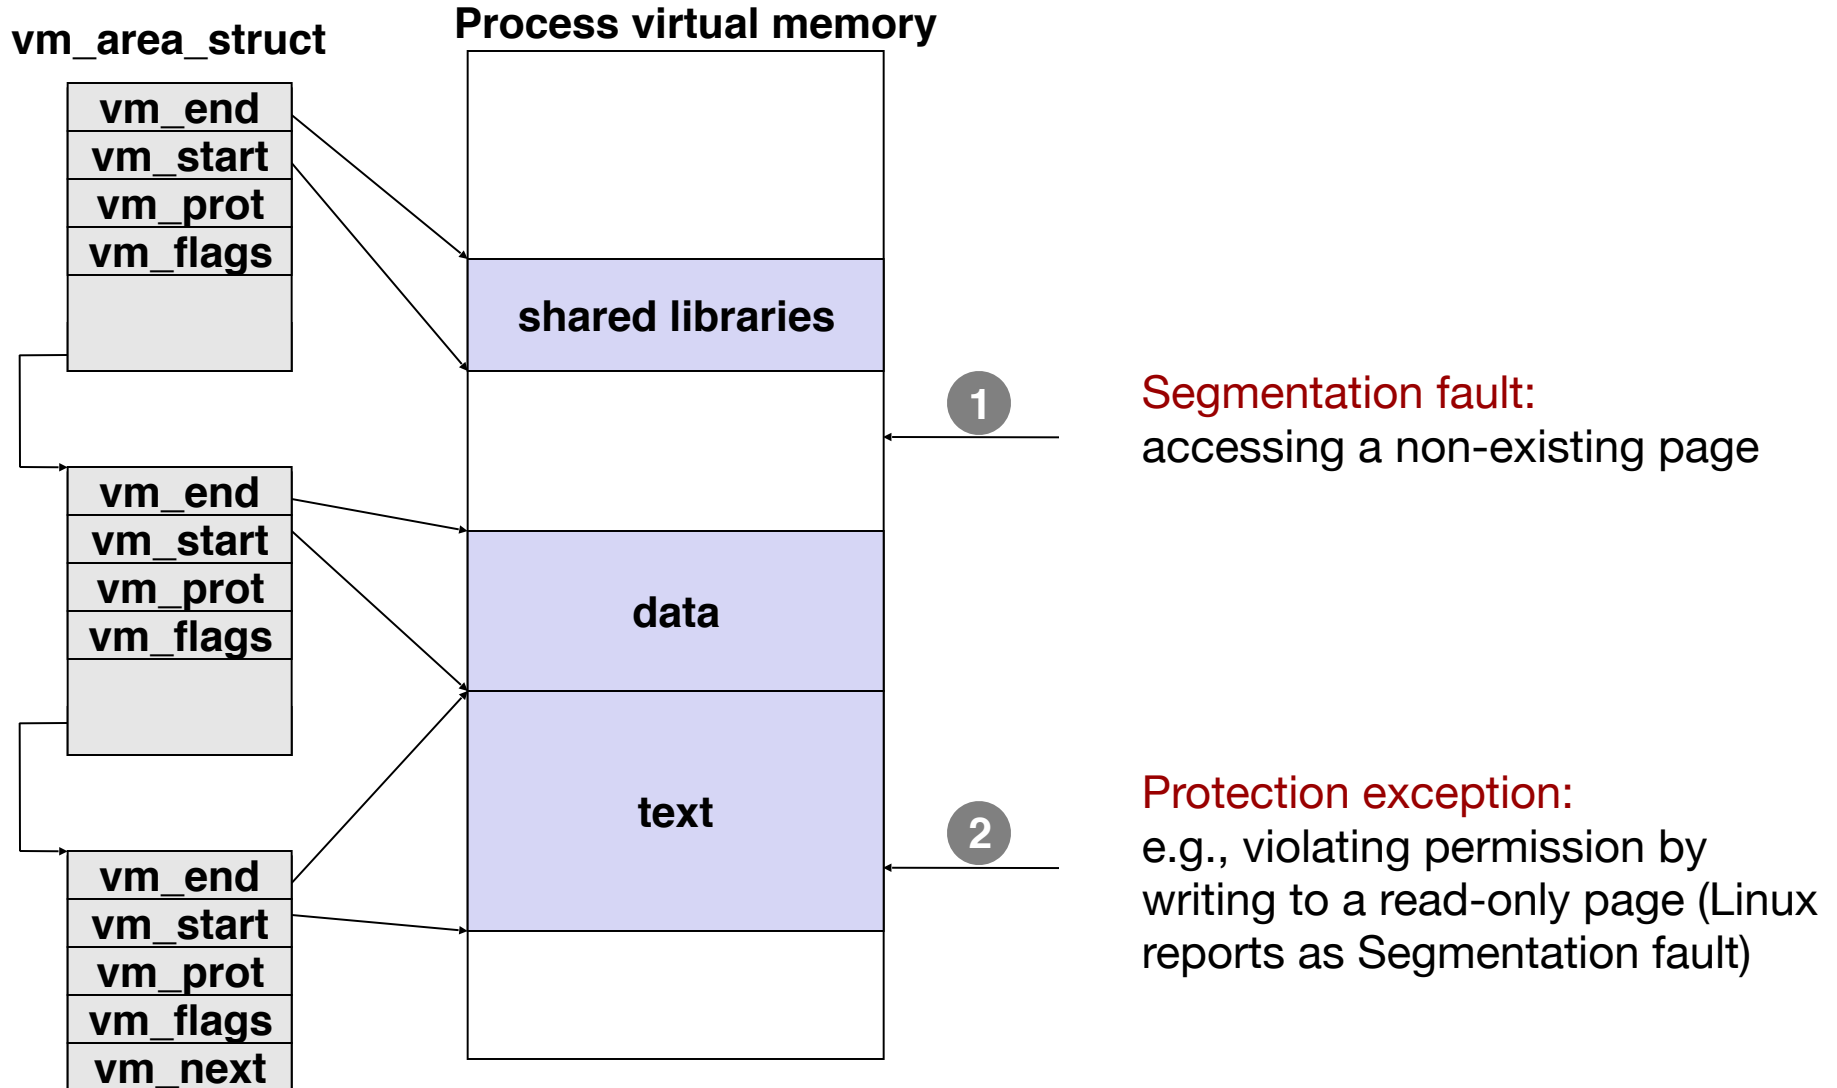 vm_area_struct
Process virtual memory
vm_end
vm_start
vm_prot
vm_flags
shared libraries
1
Segmentation fault:
accessing a non-existing page
vm_end
vm_start
vm_prot
vm_flags
data
text
2
Protection exception:
e.g., violating permission by
writing to a read-only page (Linux
reports as Segmentation fault)
vm_end
vm_start
vm_prot
vm_flags
vm_next